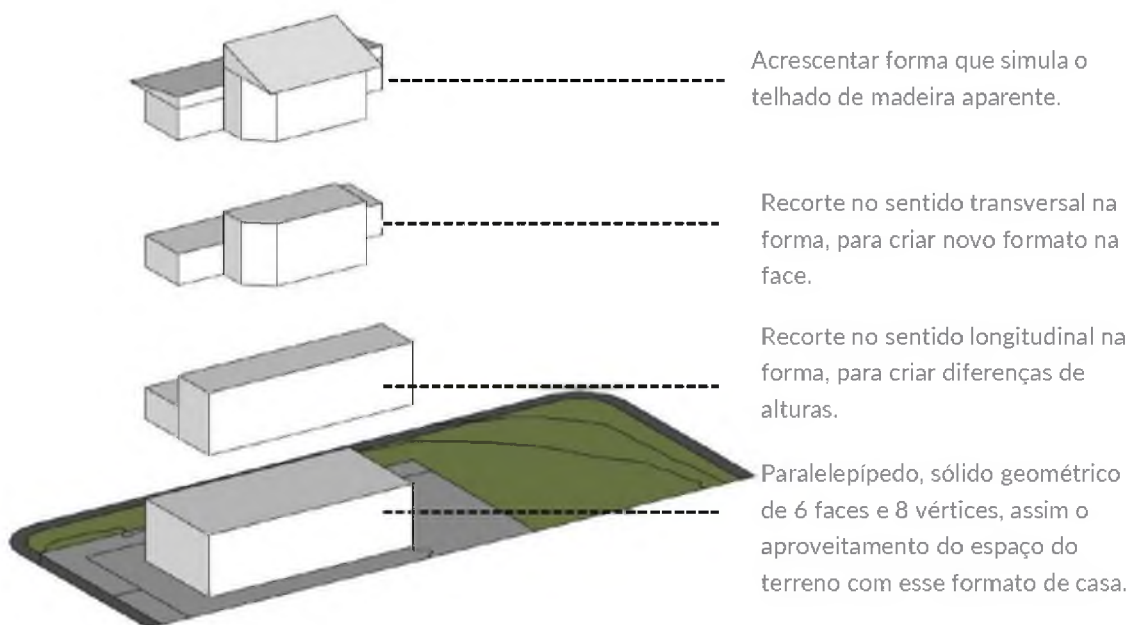 Acrescentar forma que simula o
telhado de madeira aparente.
Recorte no sentido transversal na
forma, para criar novo formato na
face.
Recorte no sentido longitudinal na
forma, para criar diferenças de
alturas.
Paralelepípedo, sólido geométrico
de 6 faces e 8 vértices, assim o
aproveitamento do espaço do
terreno com esse formato de casa.